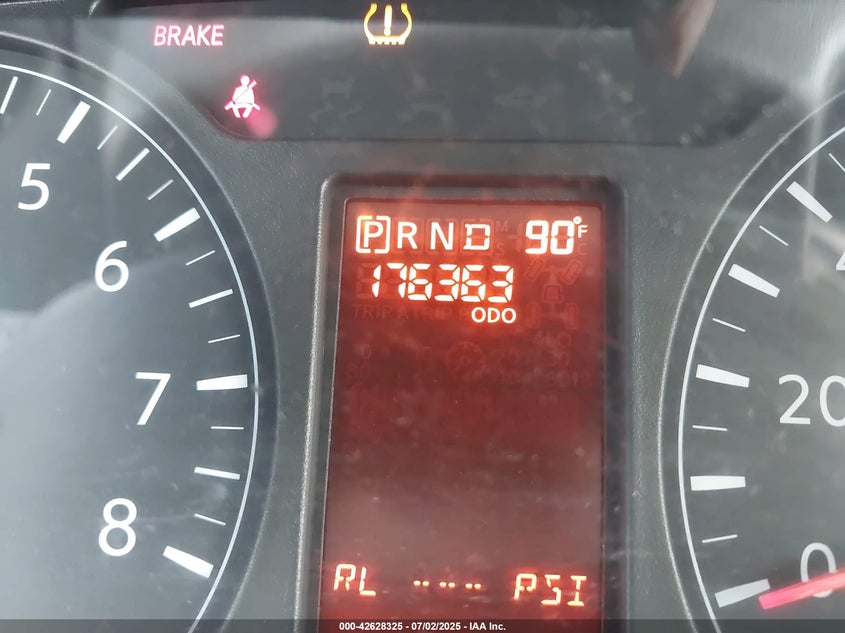 BRAKE
5
6
7
8
P R N D 90°F
176363
ODO
20
0
RL --- PSI
000-42628325 - 07/02/2025 - IAA Inc.